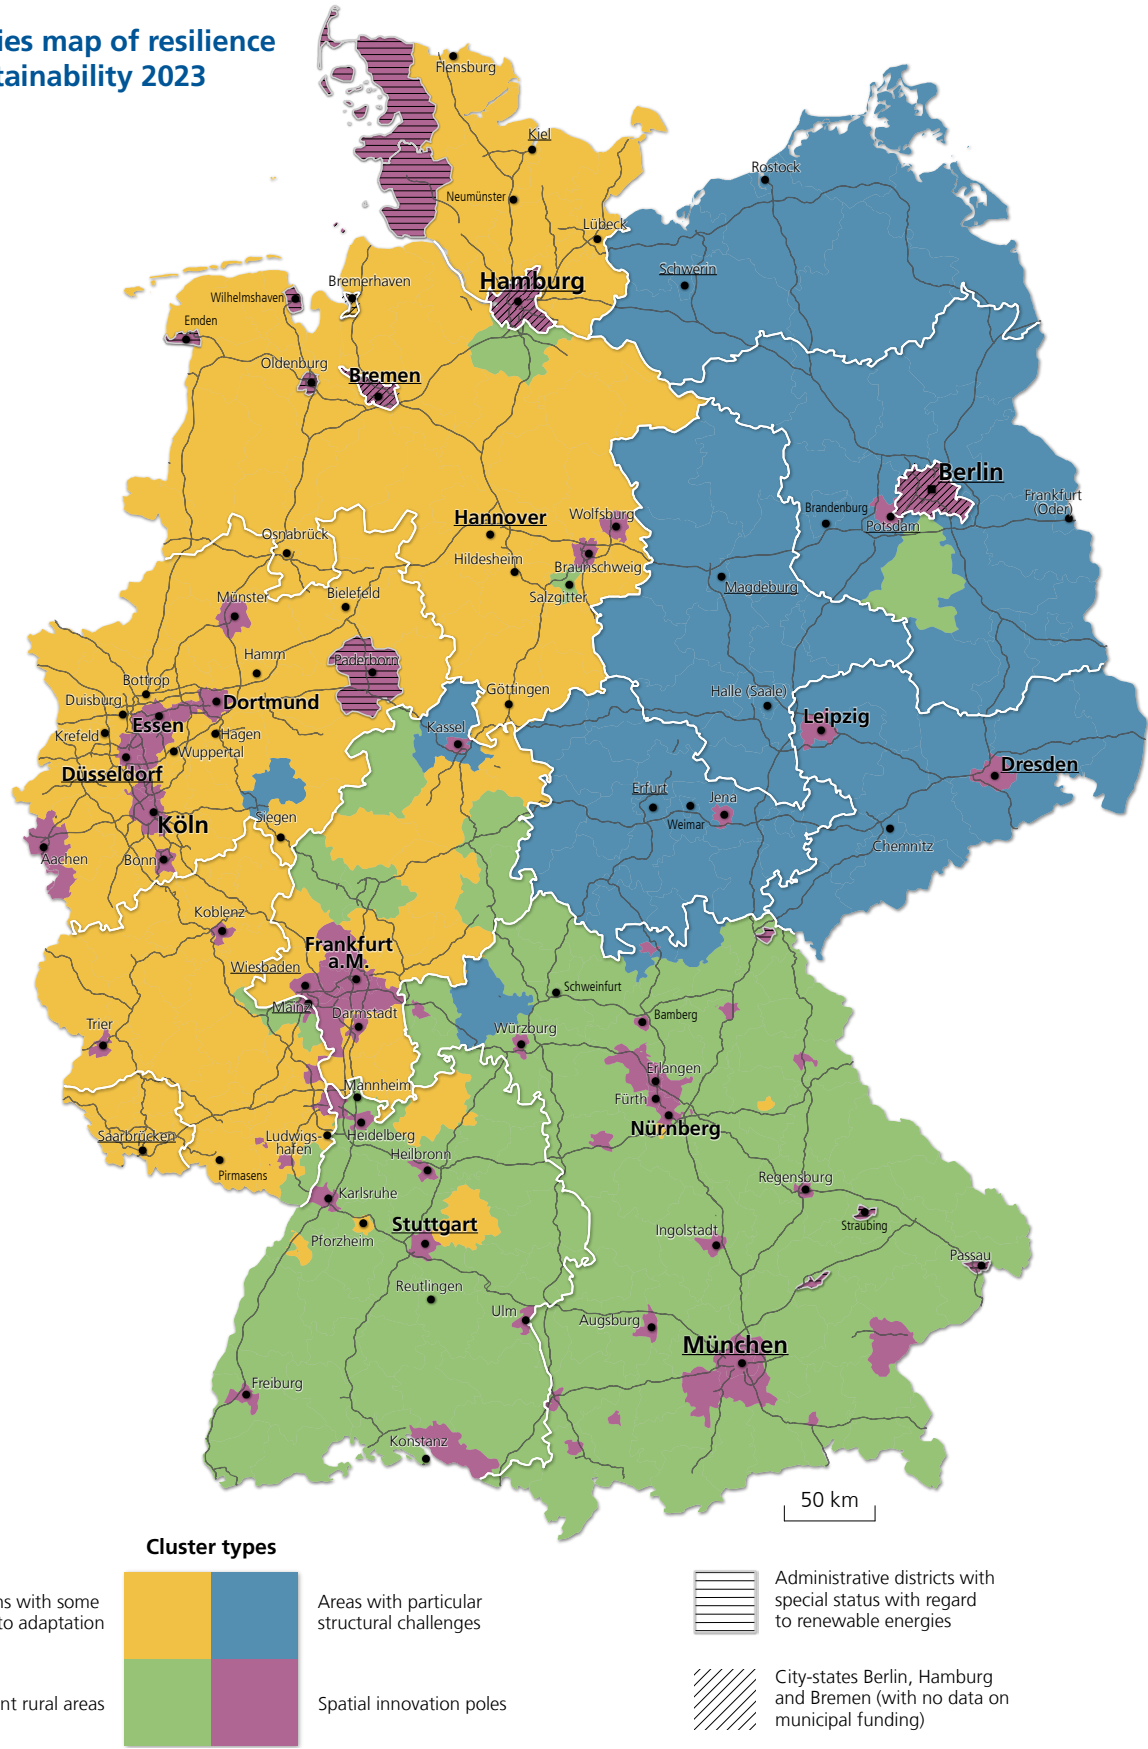 ies map of resilience
tainability 2023
Flensburg
Kiel
Rostock
Neumünster
Lübeck
Schwerin
Hamburg
Bremerhaven
Wilhelmshaven
Emden
Oldenburg
Bremen
Berlin
Frankfurt
(Oder)
Brandenburg
Potsdam
Hannover
Wolfsburg
Osnabrück
Hildesheim
Braunschweig
Salzgitter
Magdeburg
Münster
Bielefeld
Hamm
Paderborn
Bottrop
Duisburg
Dortmund
Göttingen
Halle (Saale)
Essen
Krefeld
Hagen
Kassel
Leipzig
Wuppertal
Düsseldorf
Dresden
Erfurt
Jena
Weimar
Siegen
Köln
Chemnitz
Aachen
Bonn
Koblenz
Frankfurt
a.M.
Wiesbaden
Schweinfurt
Mainz
Darmstadt
Bamberg
Trier
Würzburg
Erlangen
Mannheim
Fürth
Nürnberg
Saarbrücken
Ludwigs-
hafen
Heidelberg
Heilbronn
Pirmasens
Regensburg
Karlsruhe
Stuttgart
Straubing
Ingolstadt
Pforzheim
Passau
Reutlingen
Ulm
Augsburg
München
Freiburg
Konstanz
50 km
Cluster types
ns with some
to adaptation
Areas with particular
structural challenges
nt rural areas
Spatial innovation poles
Administrative districts with
special status with regard
to renewable energies
City-states Berlin, Hamburg
and Bremen (with no data on
municipal funding)